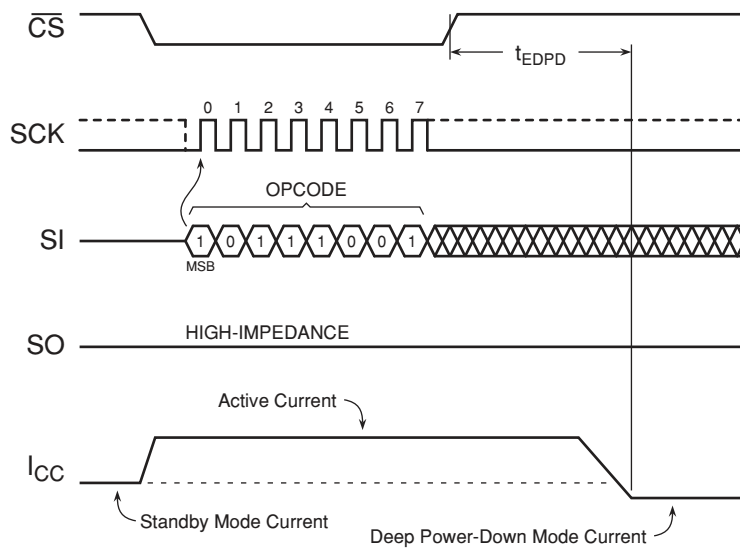 CS
tEDPD
0 1 2 3 4 5 6 7
SCK
OPCODE
SI
1 0 1 1 1 0 0 1
MSB
HIGH-IMPEDANCE
SO
Active Current
ICC
Standby Mode Current
Deep Power-Down Mode Current